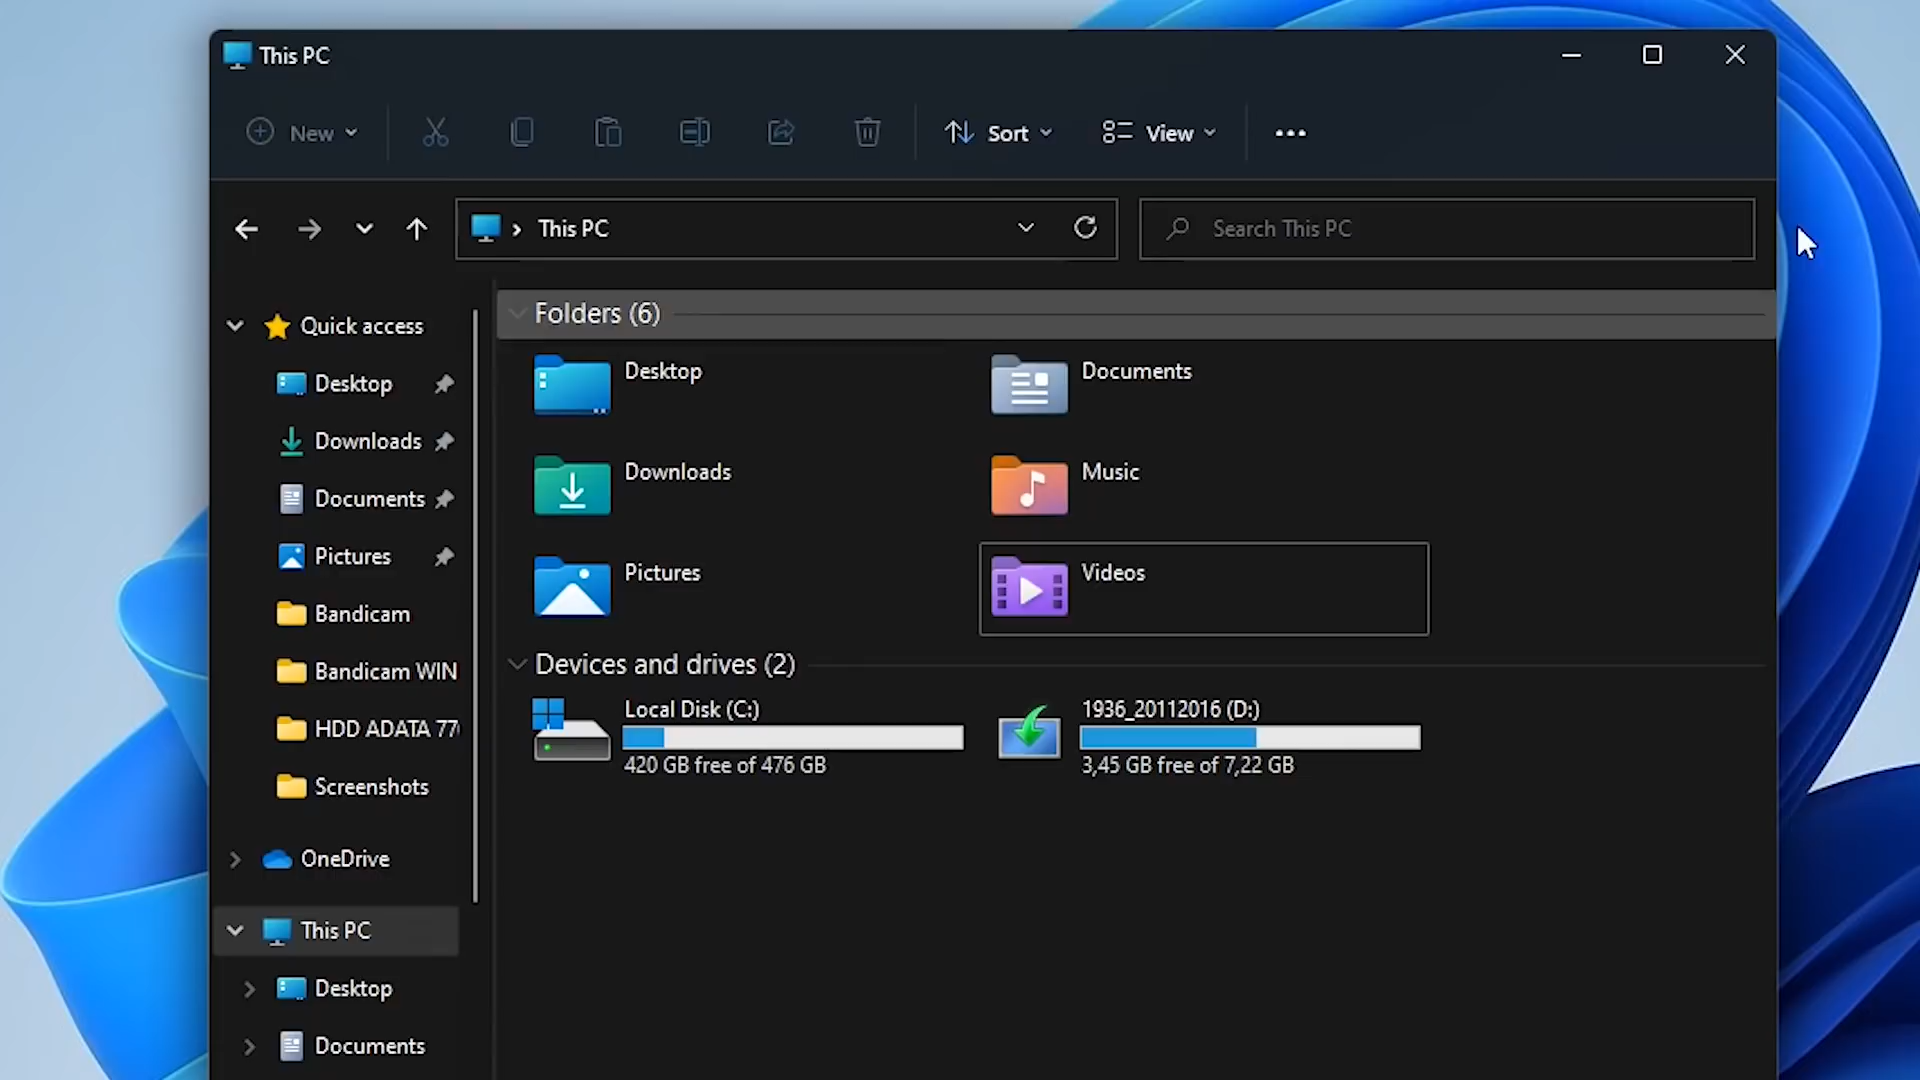 This PC
New
Sort
View
This PC
Search This PC
Quick access
Desktop
Downloads
Documents
Pictures
Bandicam
Bandicam WIN
HDD ADATA 77
Screenshots
OneDrive
This PC
Desktop
Documents
Folders (6)
Desktop
Documents
Downloads
Music
Pictures
Videos
Devices and drives (2)
Local Disk (C:)
420 GB free of 476 GB
1936_20112016 (D:)
3,45 GB free of 7,22 GB